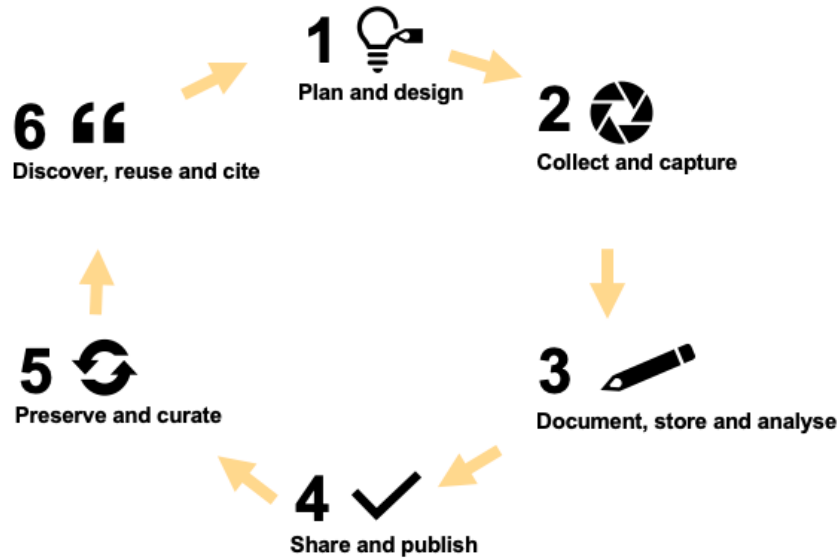 1
Plan and design
2
Collect and capture
3
Document, store and analyse
4
Share and publish
5
Preserve and curate
6 “
Discover, reuse and cite